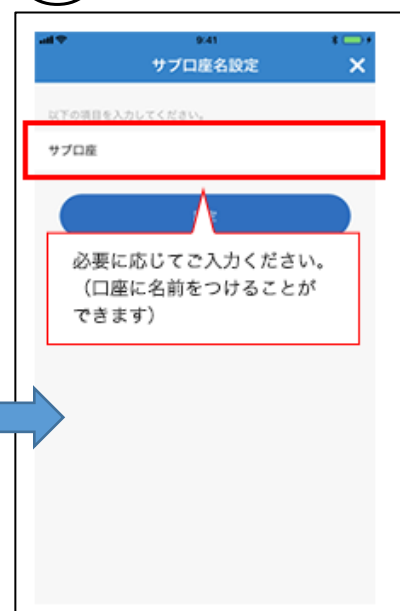 9:41
サブ口座名設定
以下の項目を入力してください。
サブ口座
必要に応じてご入力ください。
（口座に名前をつけることが
できます）